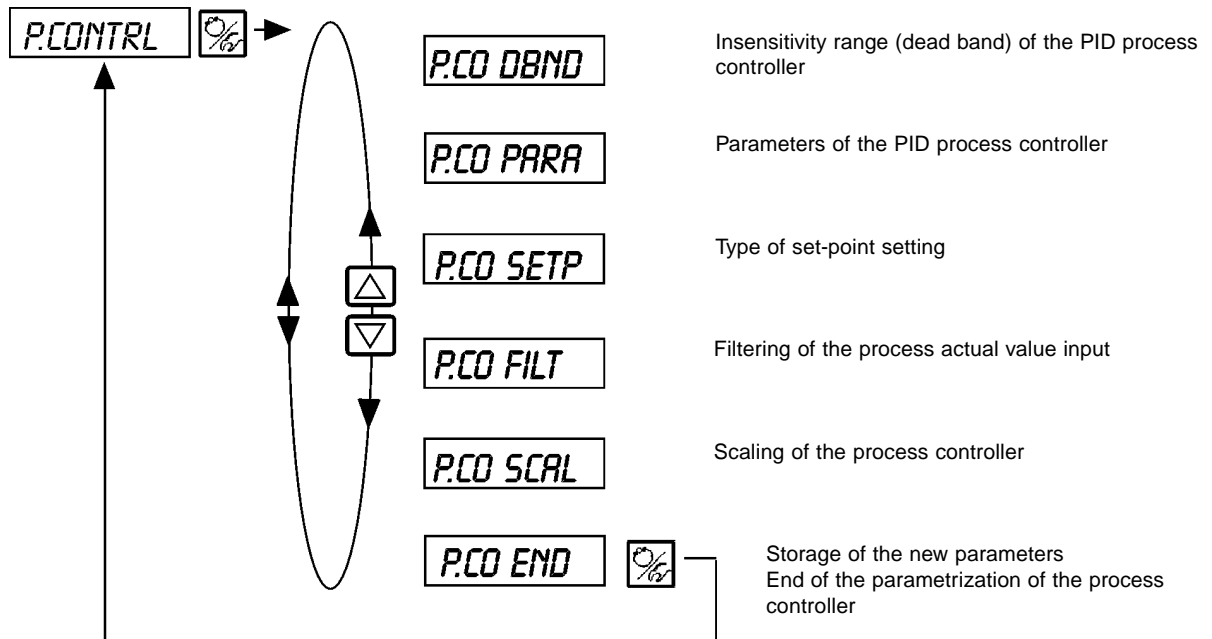 P.CONTRL
P.CO DBND
Insensitivity range (dead band) of the PID process
controller
P.CO PARA
Parameters of the PID process controller
P.CO SETP
Type of set-point setting
P.CO FILT
Filtering of the process actual value input
P.CO SCAL
Scaling of the process controller
P.CO END
Storage of the new parameters
End of the parametrization of the process
controller